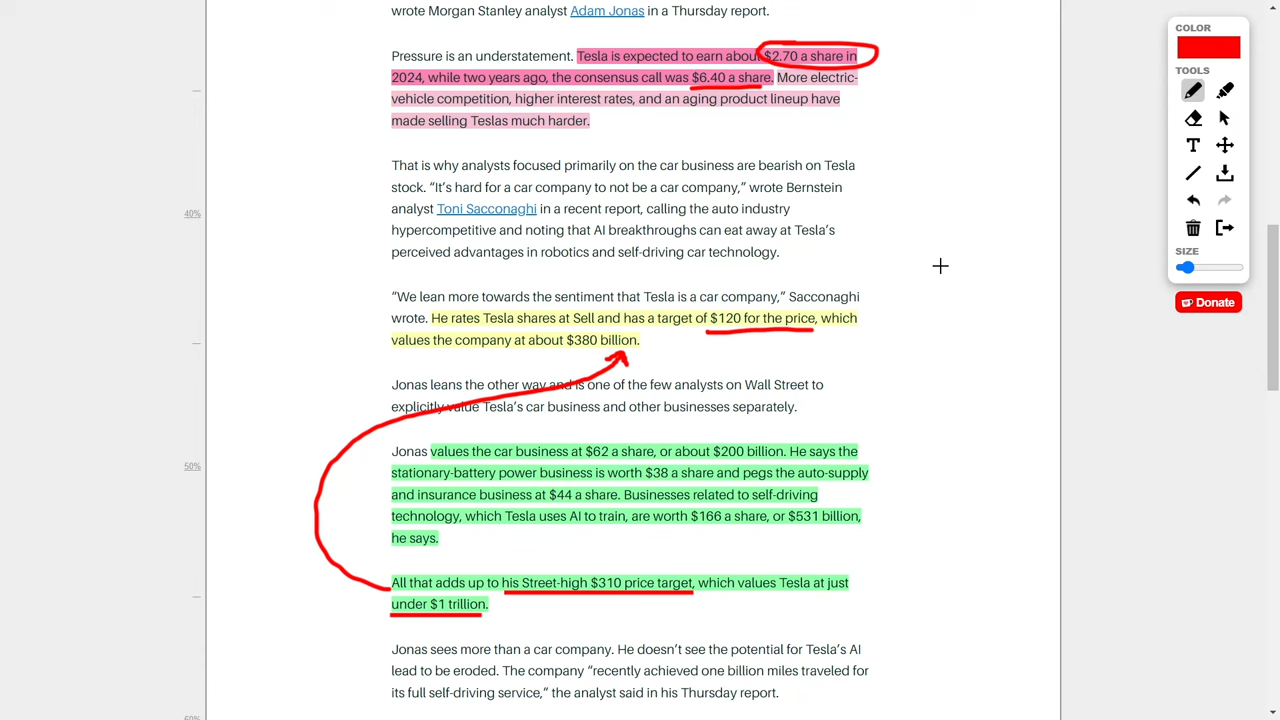 wrote Morgan Stanley analyst Adam Jonas in a Thursday report.
Pressure is an understatement. Tesla is expected to earn about $2.70 a share in
2024, while two years ago, the consensus call was $6.40 a share. More electric-
vehicle competition, higher interest rates, and an aging product lineup have
made selling Teslas much harder.
That is why analysts focused primarily on the car business are bearish on Tesla
stock. “It’s hard for a car company to not be a car company,” wrote Bernstein
analyst Toni Sacconaghi in a recent report, calling the auto industry
hypercompetitive and noting that AI breakthroughs can eat away at Tesla’s
perceived advantages in robotics and self-driving car technology.
“We lean more towards the sentiment that Tesla is a car company,” Sacconaghi
wrote. He rates Tesla shares at Sell and has a target of $120 for the price, which
values the company at about $380 billion.
Jonas leans the other way and is one of the few analysts on Wall Street to
explicitly value Tesla’s car business and other businesses separately.
Jonas values the car business at $62 a share, or about $200 billion. He says the
stationary-battery power business is worth $38 a share and pegs the auto-supply
and insurance business at $44 a share. Businesses related to self-driving
technology, which Tesla uses AI to train, are worth $166 a share, or $531 billion,
he says.
All that adds up to his Street-high $310 price target, which values Tesla at just
under $1 trillion.
Jonas sees more than a car company. He doesn’t see the potential for Tesla’s AI
lead to be eroded. The company “recently achieved one billion miles traveled for
its full self-driving service,” the analyst said in his Thursday report.
40%
50%
COLOR
TOOLS
T
SIZE
Donate